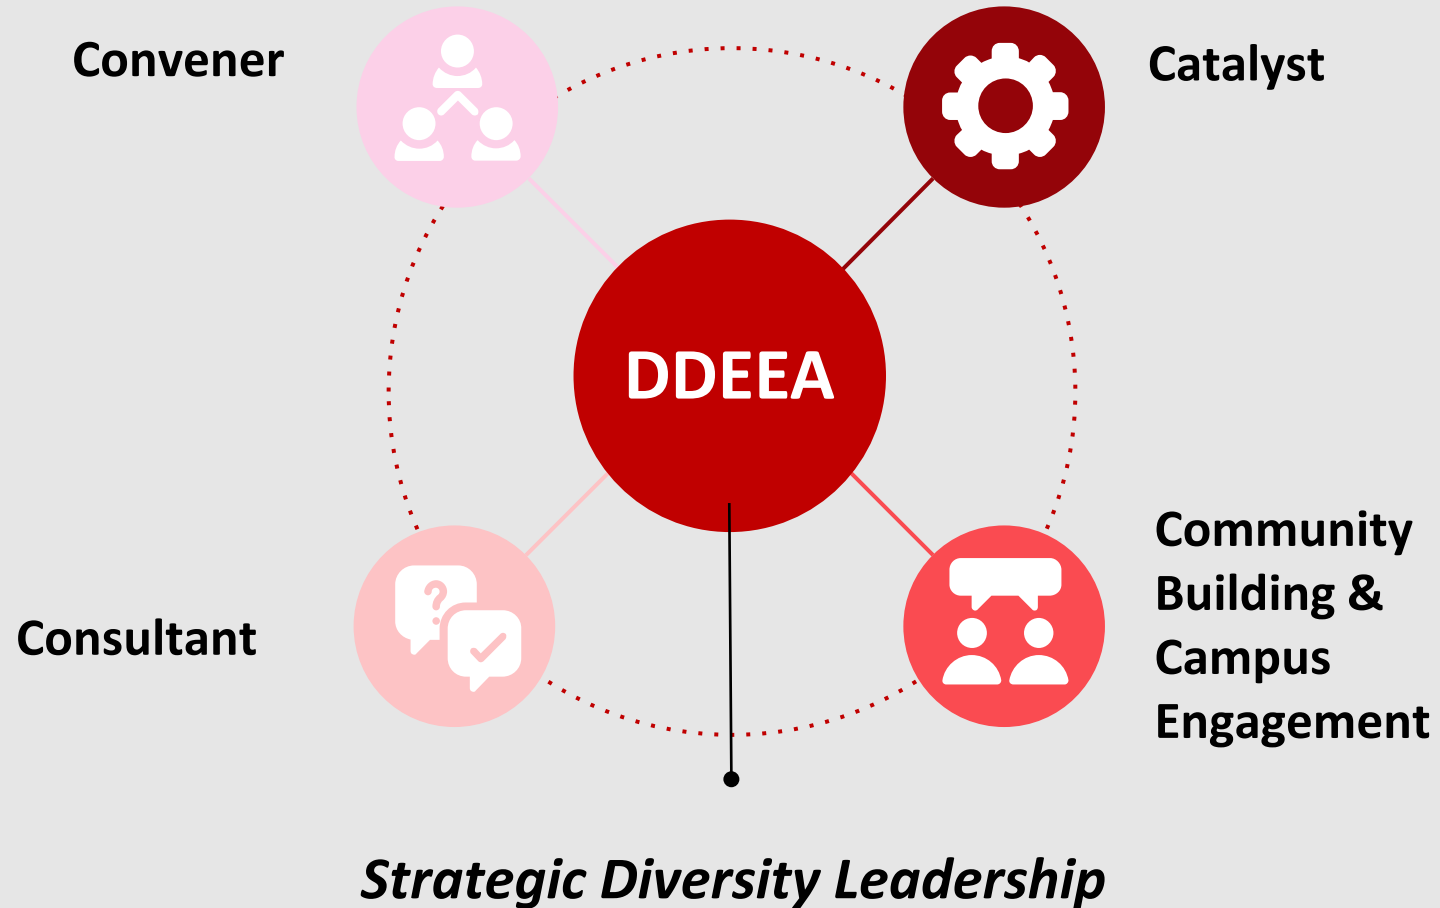 Convener
Catalyst
DDEEA
Consultant
Community
Building &
Campus
Engagement
Strategic Diversity Leadership